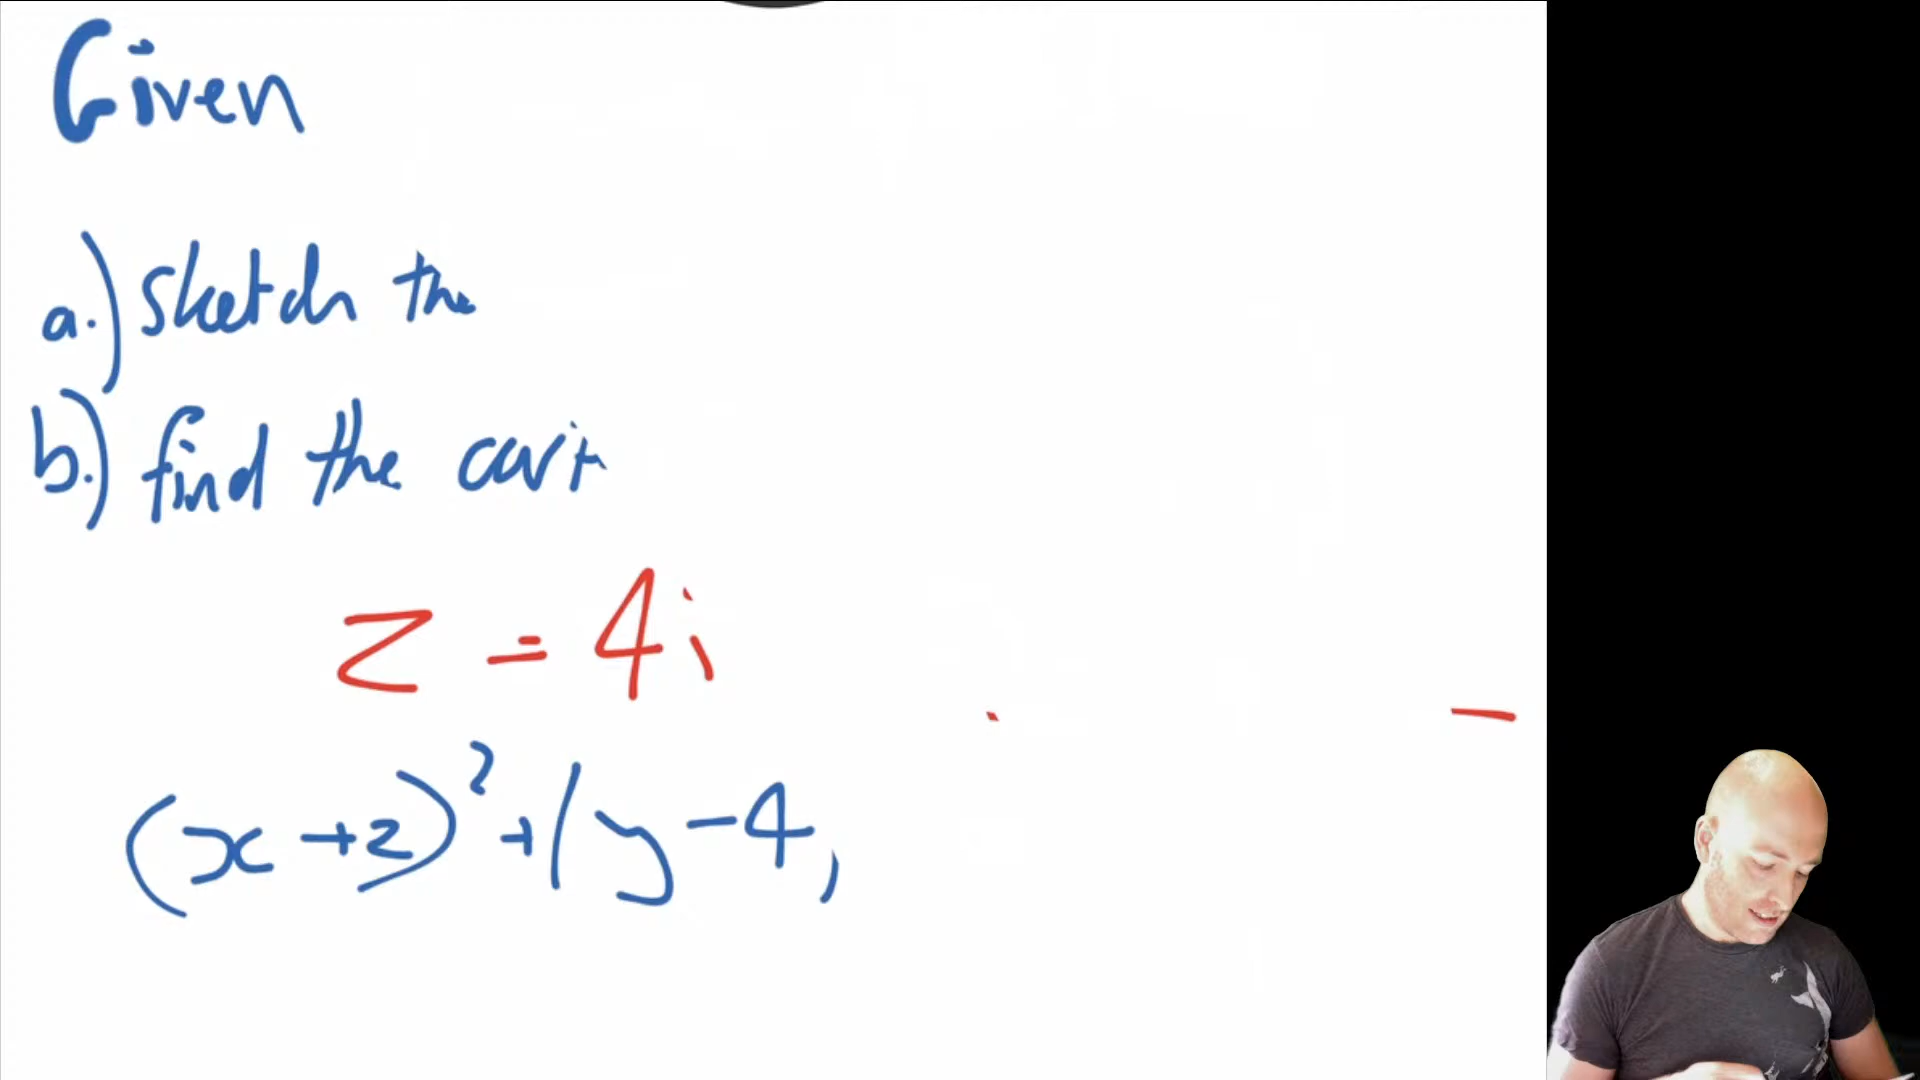 Given
a.) sketch the
b.) find the cart
z = 4i
(x+2)² + (y-4)